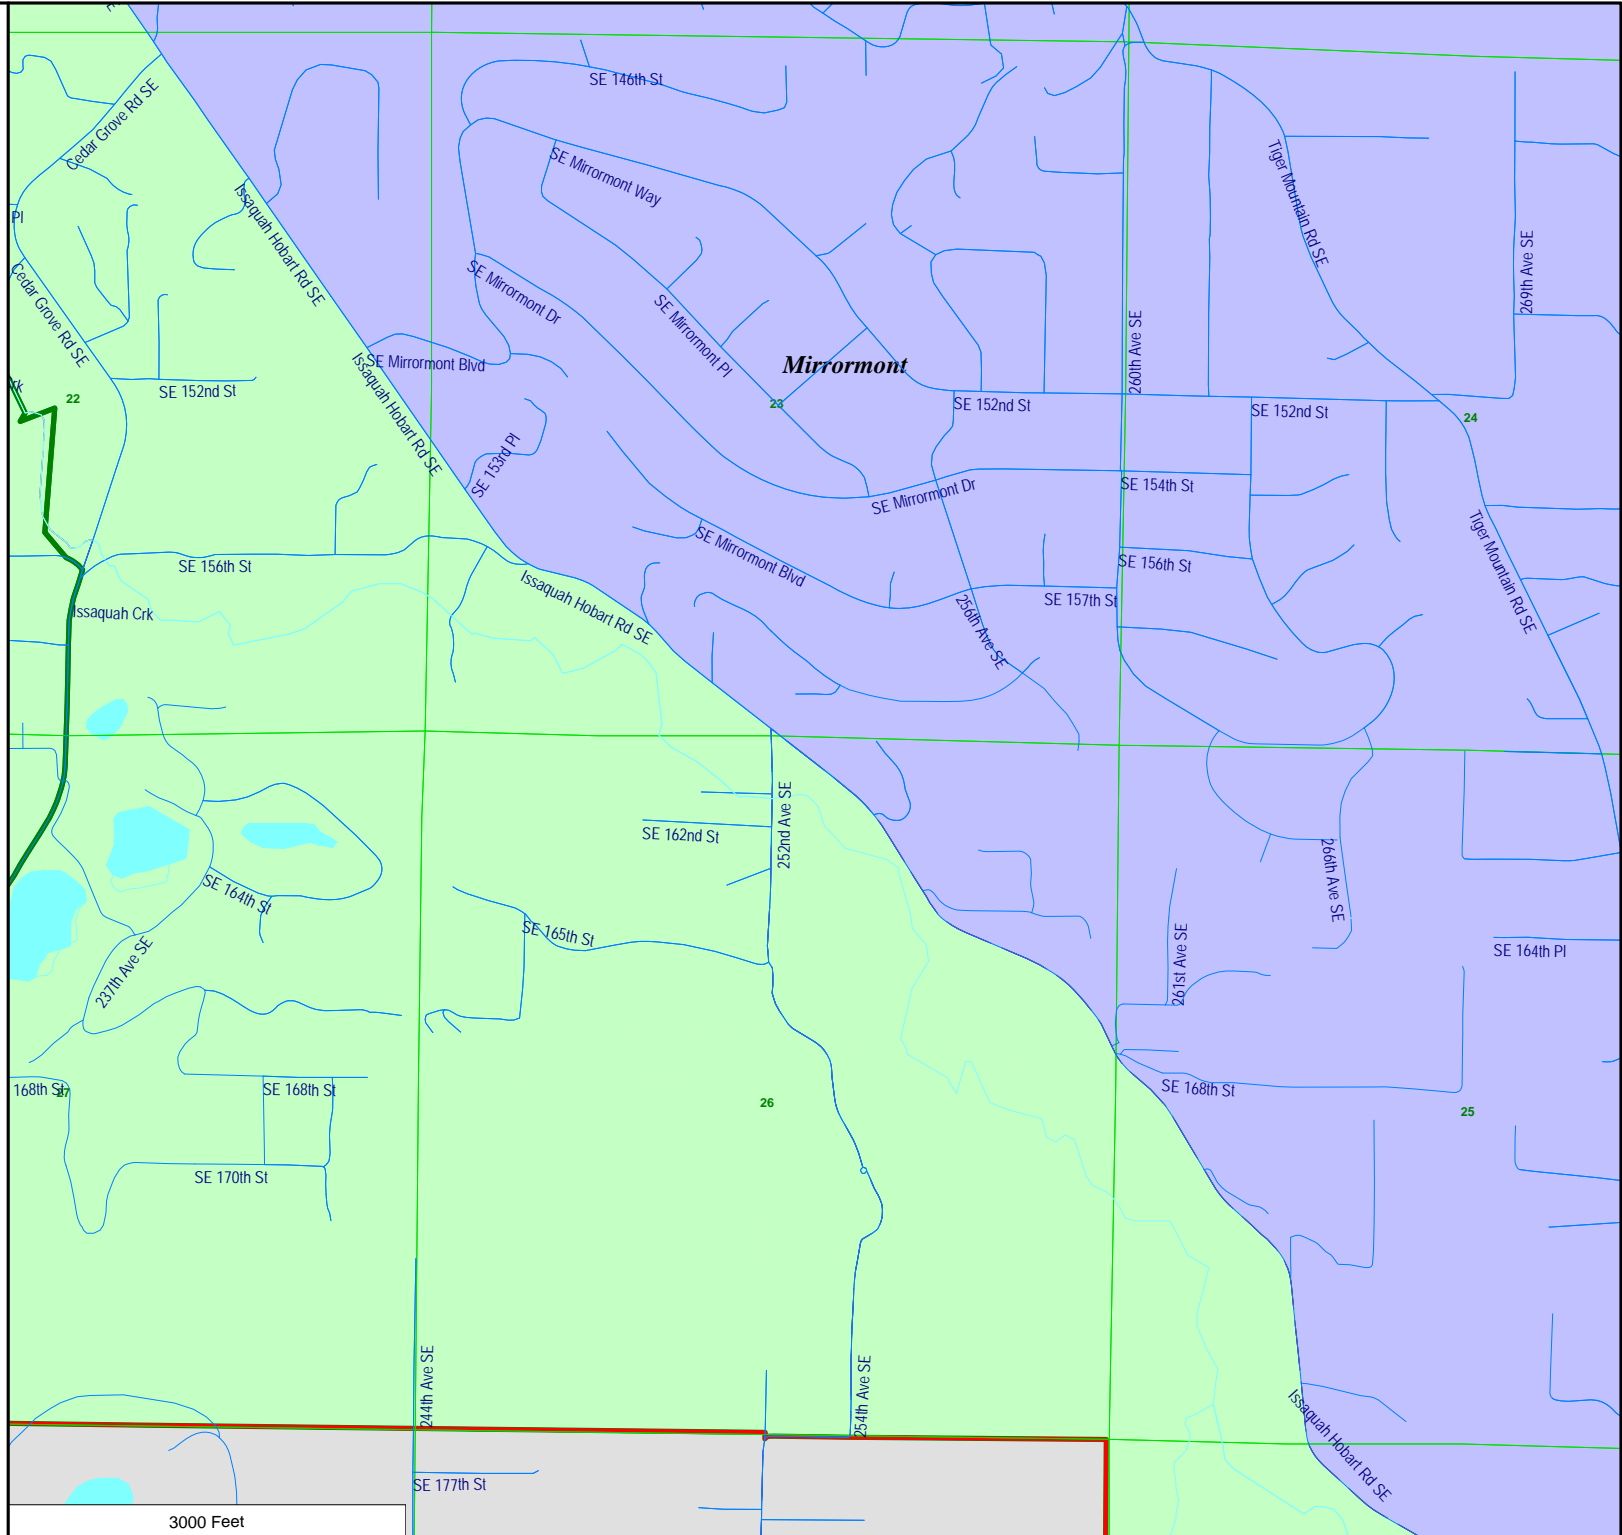 SE 146th St
Cedar Grove Rd SE
SE Mirrormont Way
Tiger Mountain Rd SE
Pl
Issaquah Hobart Rd SE
269th Ave SE
Cedar Grove Rd SE
SE Mirrormont Dr
SE Mirrormont Pl
260th Ave SE
Mirrormont
SE Mirrormont Blvd
Issaquah Hobart Rd SE
rk
SE 152nd St
22
23
SE 152nd St
SE 152nd St
24
SE 153rd Pl
SE Mirrormont Dr
SE 154th St
Tiger Mountain Rd SE
SE 156th St
SE Mirrormont Blvd
SE 156th St
Issaquah Hobart Rd SE
256th Ave SE
SE 157th St
Issaquah Crk
252nd Ave SE
SE 162nd St
266th Ave SE
SE 164th St
SE 165th St
237th Ave SE
261st Ave SE
SE 164th Pl
168th St
27
SE 168th St
26
SE 168th St
25
SE 170th St
244th Ave SE
254th Ave SE
Issaquah Hobart Rd SE
SE 177th St
3000 Feet